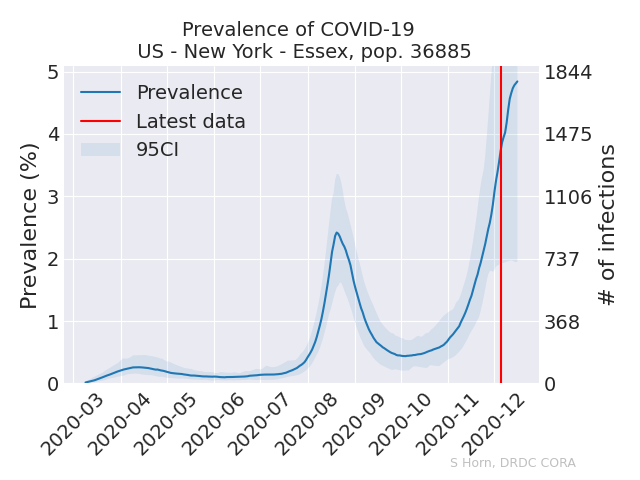 Prevalence of COVID-19
US - New York - Essex, pop. 36885
Prevalence (%)
5
4
3
2
1
0
Prevalence
Latest data
95CI
1844
1475
1106
737
368
0
# of infections
2020-03
2020-04
2020-05
2020-06
2020-07
2020-08
2020-09
2020-10
2020-11
2020-12
S Horn, DRDC CORA